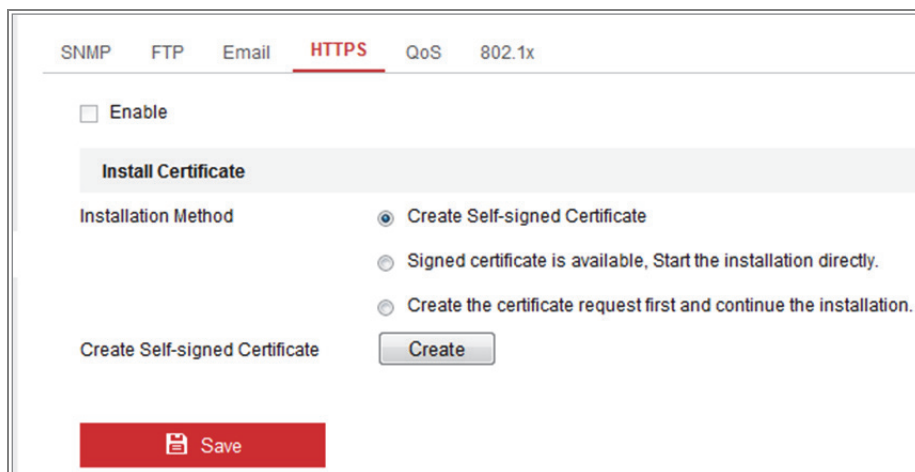 SNMP FTP Email HTTPS QoS 802.1x
Enable
Install Certificate
Installation Method Create Self-signed Certificate
Signed certificate is available, Start the installation directly.
Create the certificate request first and continue the installation.
Create Self-signed Certificate Create
Save